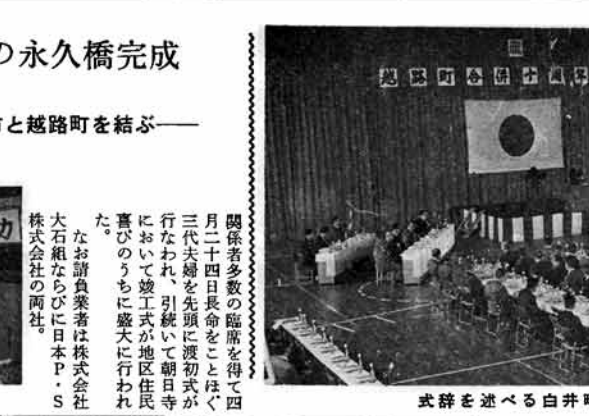 の永久橋完成
と越路町を結ぶ——
関係者多数の臨席を得て四
月二十四日長命をことほぐ
三代夫婦を先頭に渡初式が
行なわれ、引続いて朝日寺
において竣工式が地区住民
喜びのうちに盛大に行われ
た。
なお請負業者は株式会社
大石組ならびに日本P・S
株式会社の両社。
越路町合併十周年
式辞を述べる白井町